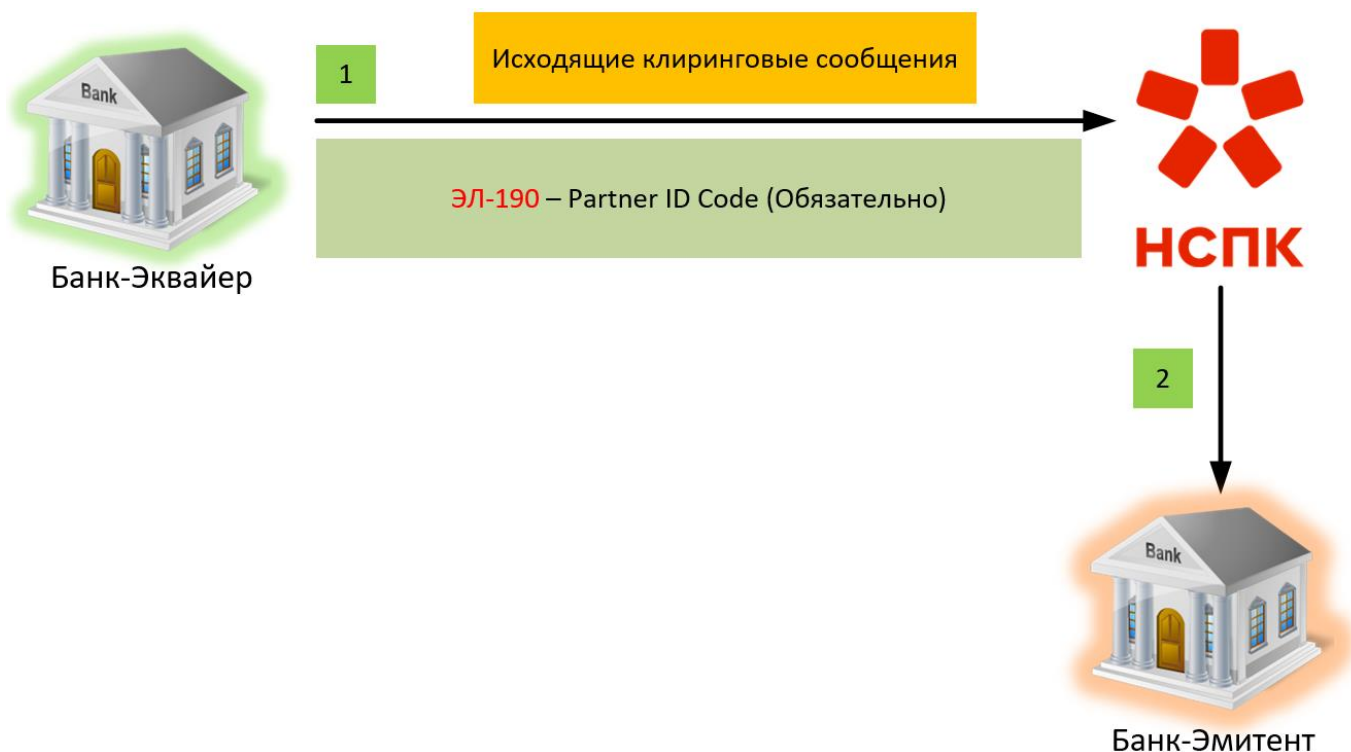 Bank
1
Исходящие клиринговые сообщения
ЭЛ-190 – Partner ID Code (Обязательно)
Банк-Эквайер
НСПК
2
Bank
Банк-Эмитент